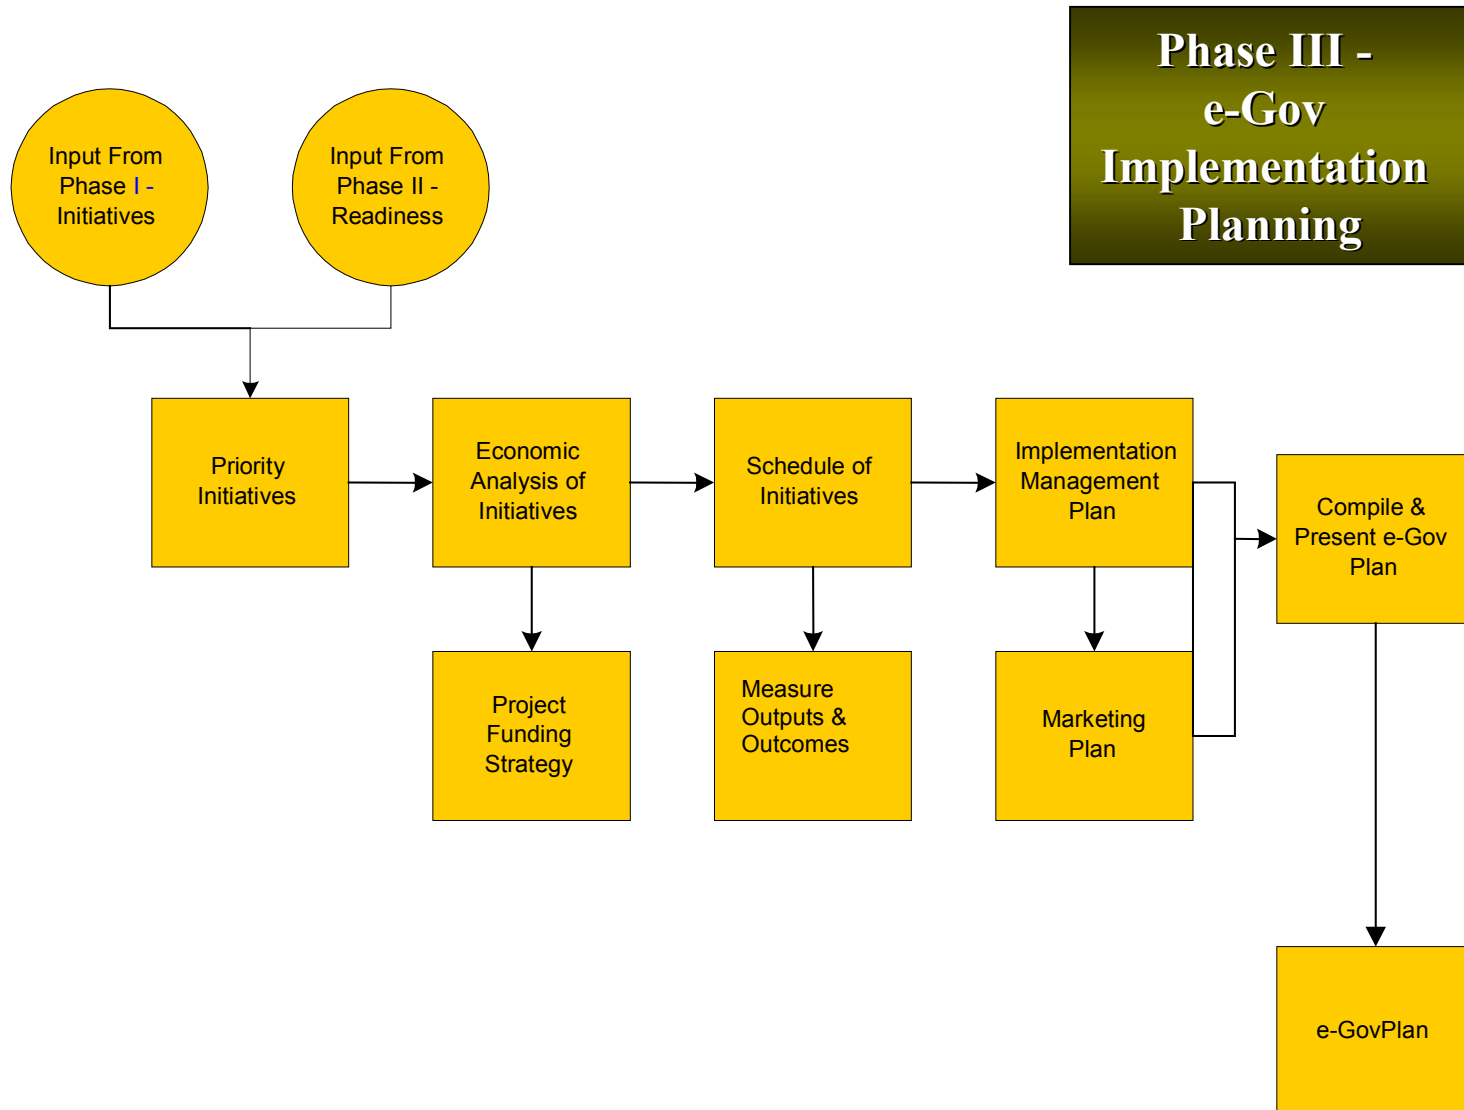 Phase III -
e-Gov
Implementation
Planning
Input From
Phase I -
Initiatives
Input From
Phase II -
Readiness
Priority
Initiatives
Economic
Analysis of
Initiatives
Schedule of
Initiatives
Implementation
Management
Plan
Compile &
Present e-Gov
Plan
Project
Funding
Strategy
Measure
Outputs &
Outcomes
Marketing
Plan
e-GovPlan